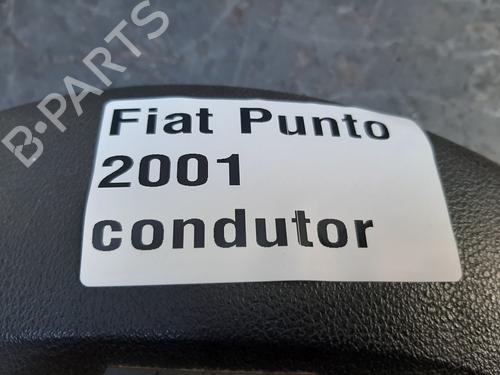 B-PARTS
Fiat Punto
2001
condutor